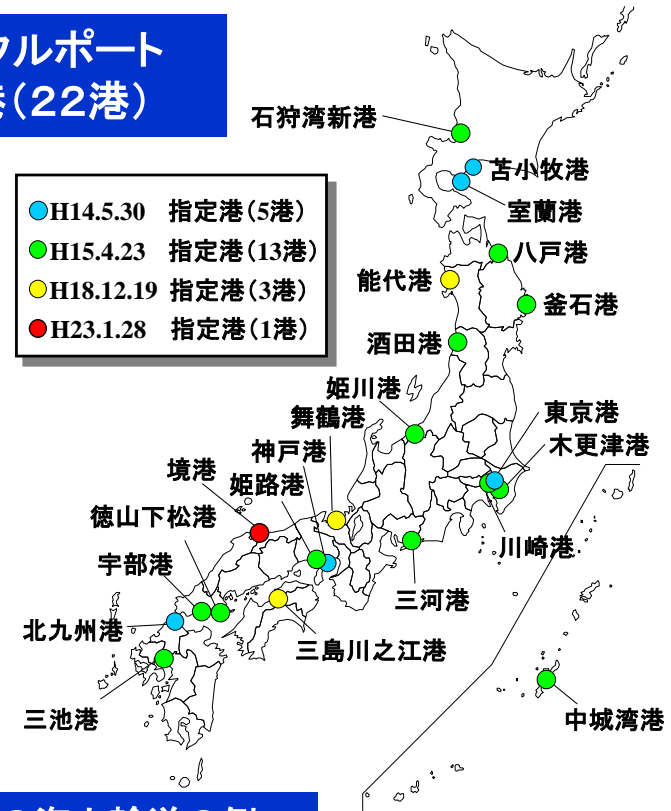 クルポート
港（22港）
石狩湾新港
苫小牧港
室蘭港
H14.5.30 指定港（5港）
H15.4.23 指定港（13港）
H18.12.19 指定港（3港）
H23.1.28 指定港（1港）
八戸港
能代港
釜石港
酒田港
姫川港
舞鶴港
東京港
神戸港
木更津港
境港
姫路港
徳山下松港
川崎港
宇部港
三河港
北九州港
三島川之江港
三池港
中城湾港